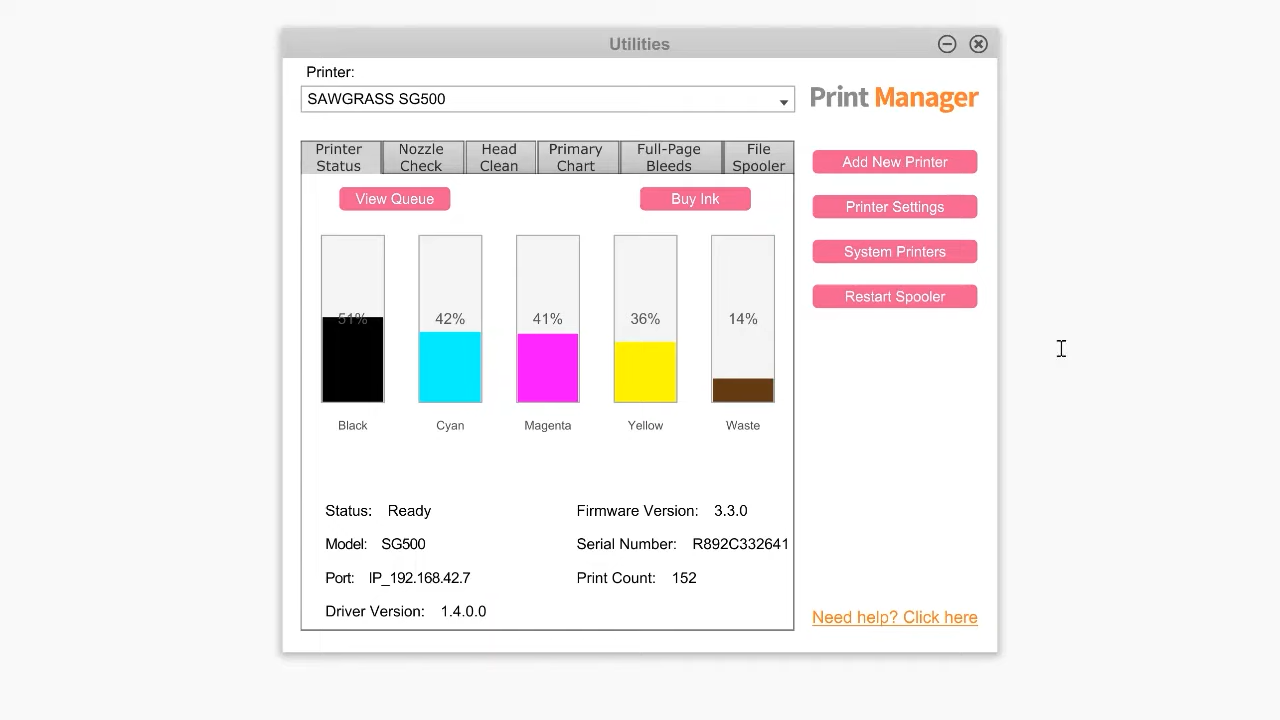 Utilities
Printer:
SAWGRASS SG500
Print Manager
Printer Status
Nozzle Check
Head Clean
Primary Chart
Full-Page Bleeds
File Spooler
View Queue
Buy Ink
51%
42%
41%
36%
14%
Black
Cyan
Magenta
Yellow
Waste
Status: Ready
Firmware Version: 3.3.0
Model: SG500
Serial Number: R892C332641
Port: IP_192.168.42.7
Print Count: 152
Driver Version: 1.4.0.0
Add New Printer
Printer Settings
System Printers
Restart Spooler
Need help? Click here